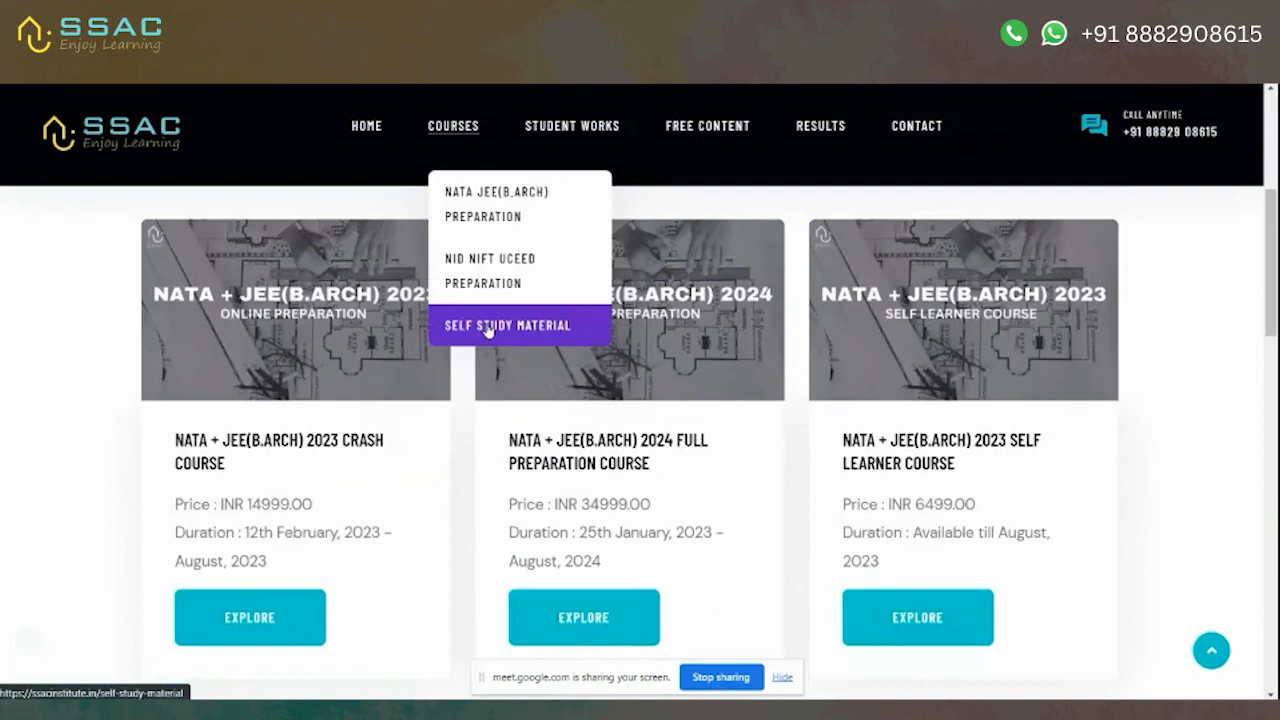 SSAC
Enjoy Learning
+91 8882908615
SSAC
Enjoy Learning
HOME
COURSES
STUDENT WORKS
FREE CONTENT
RESULTS
CONTACT
CALL ANYTIME
+91 88829 08615
NATA JEE(B.ARCH)
PREPARATION
NID NIFT UCEED
PREPARATION
SELF STUDY MATERIAL
NATA + JEE(B.ARCH) 202
ONLINE PREPARATION
(B.ARCH) 2024
PREPARATION
NATA + JEE(B.ARCH) 2023
SELF LEARNER COURSE
NATA + JEE(B.ARCH) 2023 CRASH
COURSE
Price : INR 14999.00
Duration : 12th February, 2023 -
August, 2023
EXPLORE
NATA + JEE(B.ARCH) 2024 FULL
PREPARATION COURSE
Price : INR 34999.00
Duration : 25th January, 2023 -
August, 2024
EXPLORE
NATA + JEE(B.ARCH) 2023 SELF
LEARNER COURSE
Price : INR 6499.00
Duration : Available till August,
2023
EXPLORE
meet.google.com is sharing your screen.
Stop sharing
Hide
https://ssacinstitute.in/self-study-material